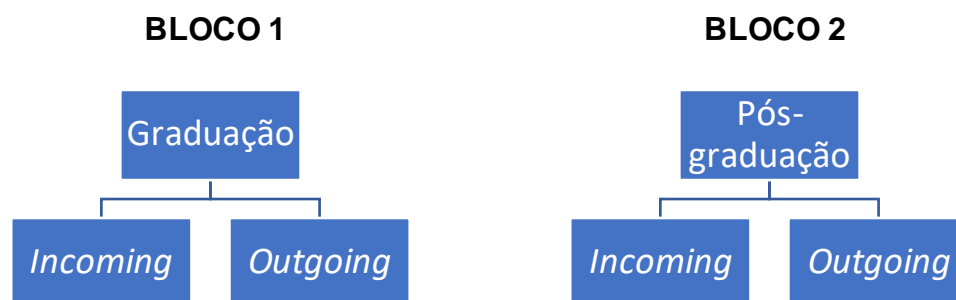 BLOCO 1
Graduação
Incoming
Outgoing
BLOCO 2
Pós-
graduação
Incoming
Outgoing